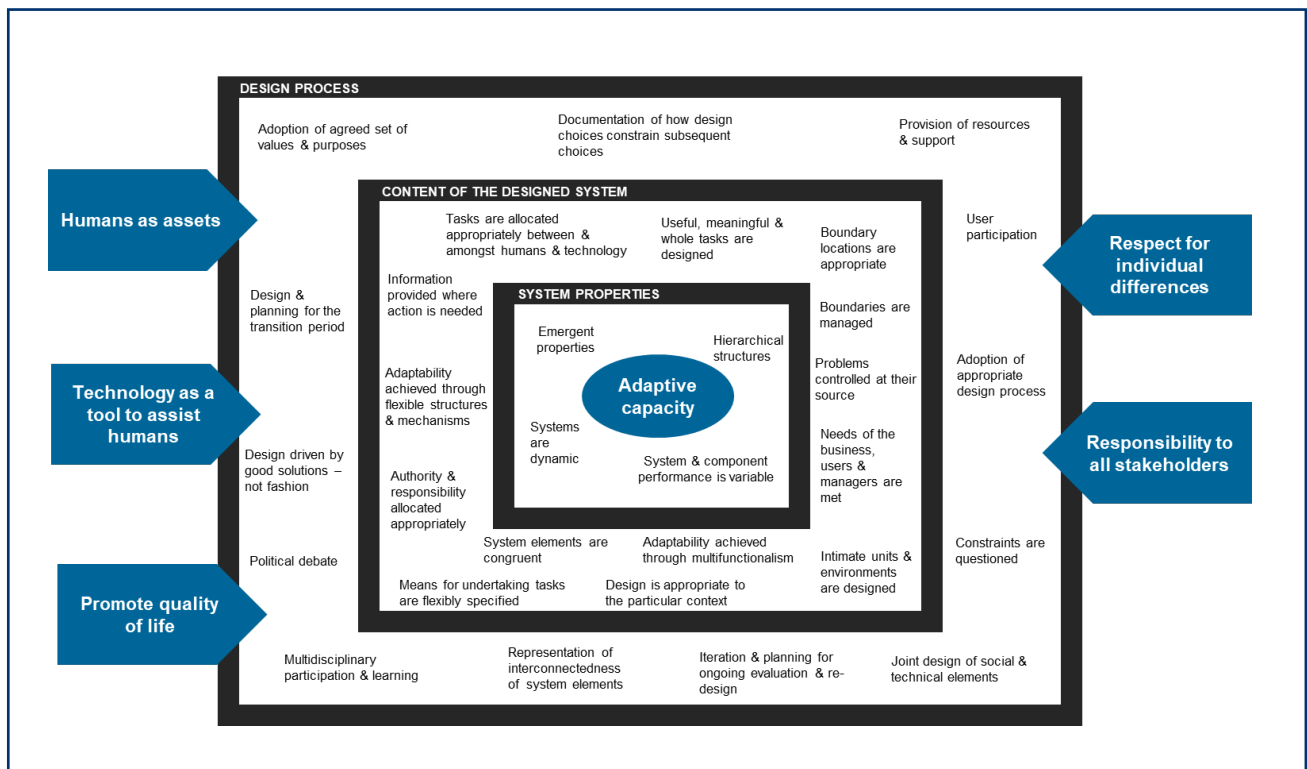 DESIGN PROCESS
Adoption of agreed set of
values & purposes
Documentation of how design
choices constrain subsequent
choices
Provision of resources
& support
Humans as assets
Technology as a
tool to assist
humans
Promote quality
of life
Design &
planning for the
transition period
Design driven by
good solutions –
not fashion
Political debate
CONTENT OF THE DESIGNED SYSTEM
Tasks are allocated
appropriately between &
amongst humans & technology
Useful, meaningful &
whole tasks are
designed
Boundary
locations are
appropriate
Information
provided where
action is needed
Adaptability
achieved through
flexible structures
& mechanisms
Authority &
responsibility
allocated
appropriately
SYSTEM PROPERTIES
Emergent
properties
Hierarchical
structures
Adaptive
capacity
Systems
are
dynamic
System & component
performance is variable
Boundaries are
managed
Problems
controlled at their
source
Needs of the
business,
users &
managers are
met
System elements are
congruent
Adaptability achieved
through multifunctionalism
Intimate units &
environments
are designed
Means for undertaking tasks
are flexibly specified
Design is appropriate to
the particular context
User
participation
Adoption of
appropriate
design process
Constraints are
questioned
Respect for
individual
differences
Responsibility to
all stakeholders
Multidisciplinary
participation & learning
Representation of
interconnectedness
of system elements
Iteration & planning for
ongoing evaluation & re-
design
Joint design of social &
technical elements